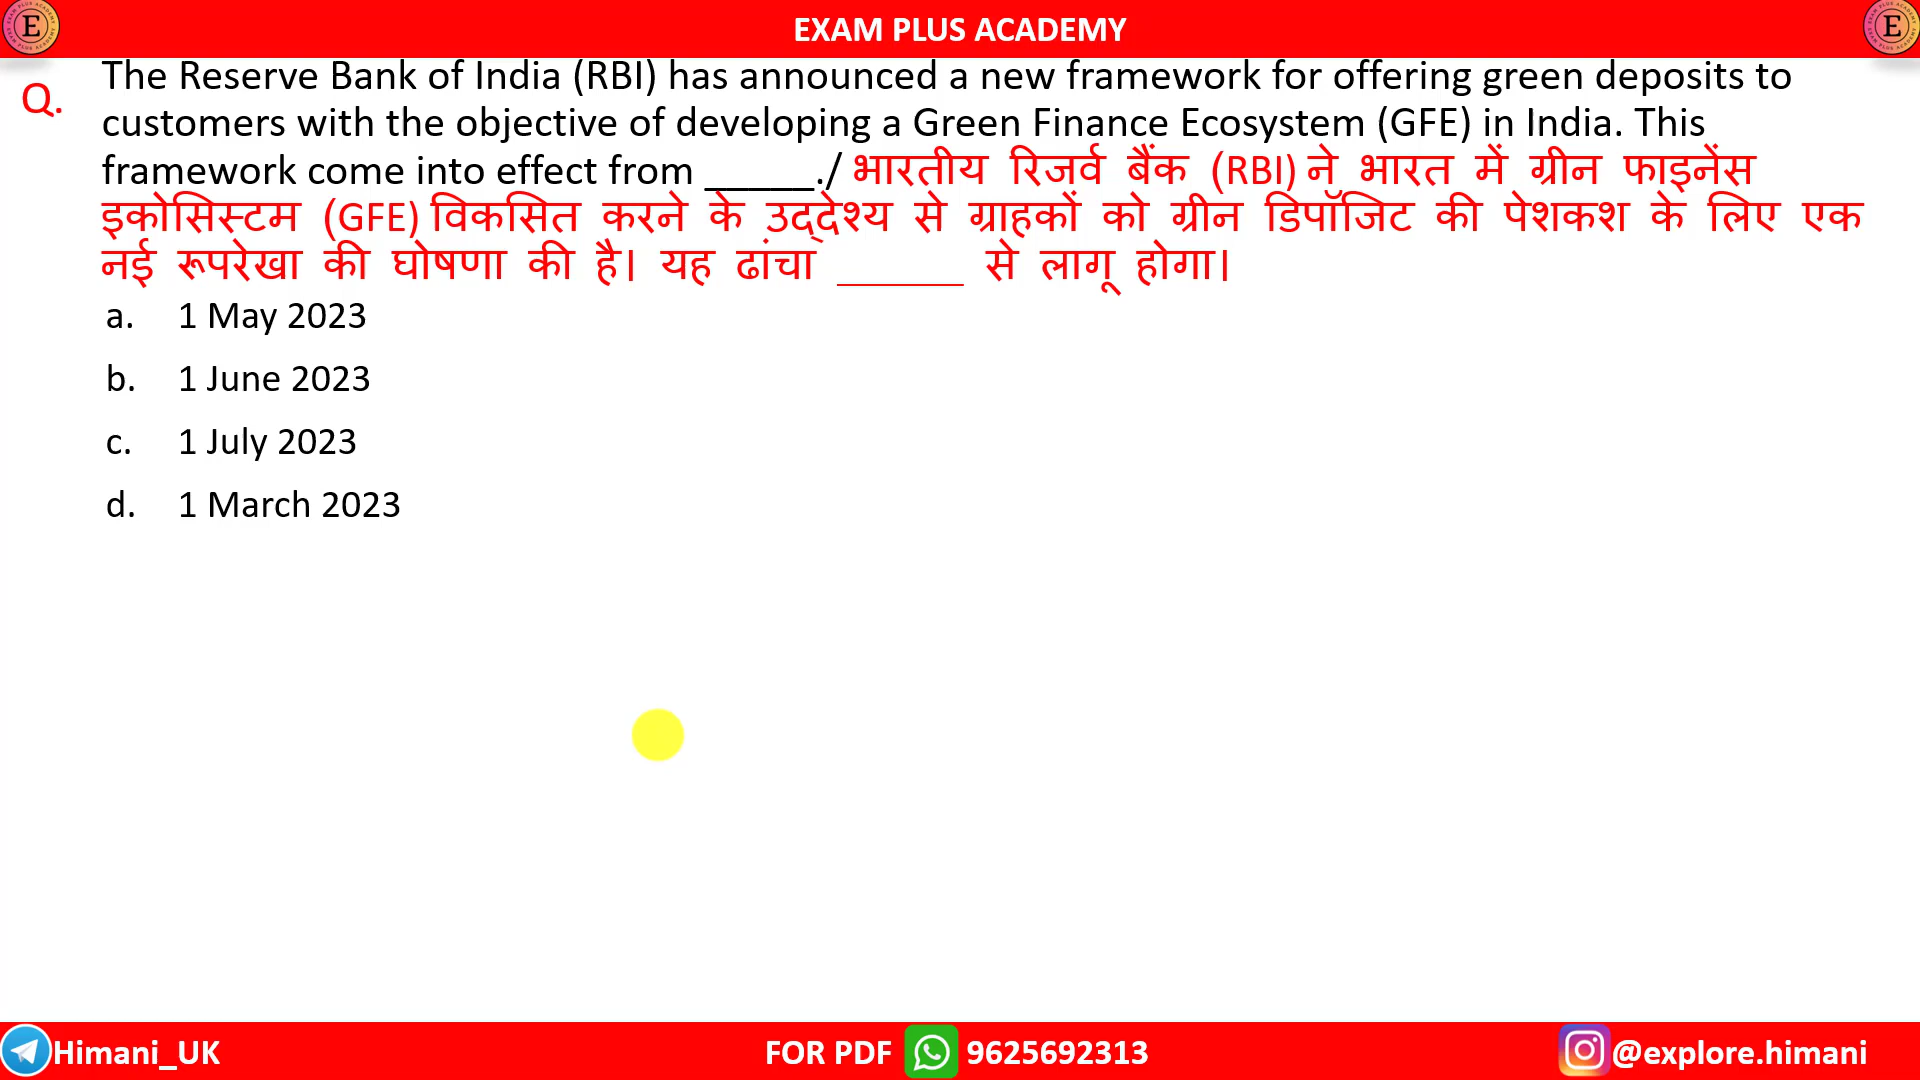 EXAM PLUS ACADEMY
E
E
Q.
The Reserve Bank of India (RBI) has announced a new framework for offering green deposits to
customers with the objective of developing a Green Finance Ecosystem (GFE) in India. This
framework come into effect from _____./ भारतीय रिजर्व बैंक (RBI) ने भारत में ग्रीन फाइनेंस
इकोसिस्टम (GFE) विकसित करने के उद्देश्य से ग्राहकों को ग्रीन डिपॉजिट की पेशकश के लिए एक
नई रूपरेखा की घोषणा की है। यह ढांचा ______ से लागू होगा।
a. 1 May 2023
b. 1 June 2023
c. 1 July 2023
d. 1 March 2023
Himani_UK
FOR PDF 9625692313
@explore.himani